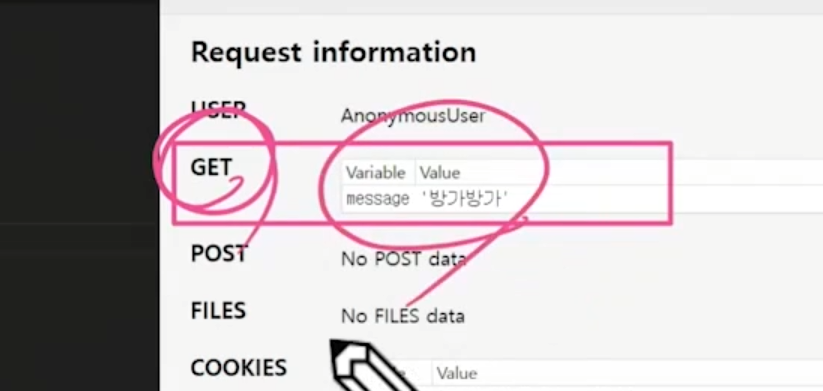 Request information
USER AnonymousUser
GET Variable Value
message '방가방가'
POST No POST data
FILES No FILES data
COOKIES Value